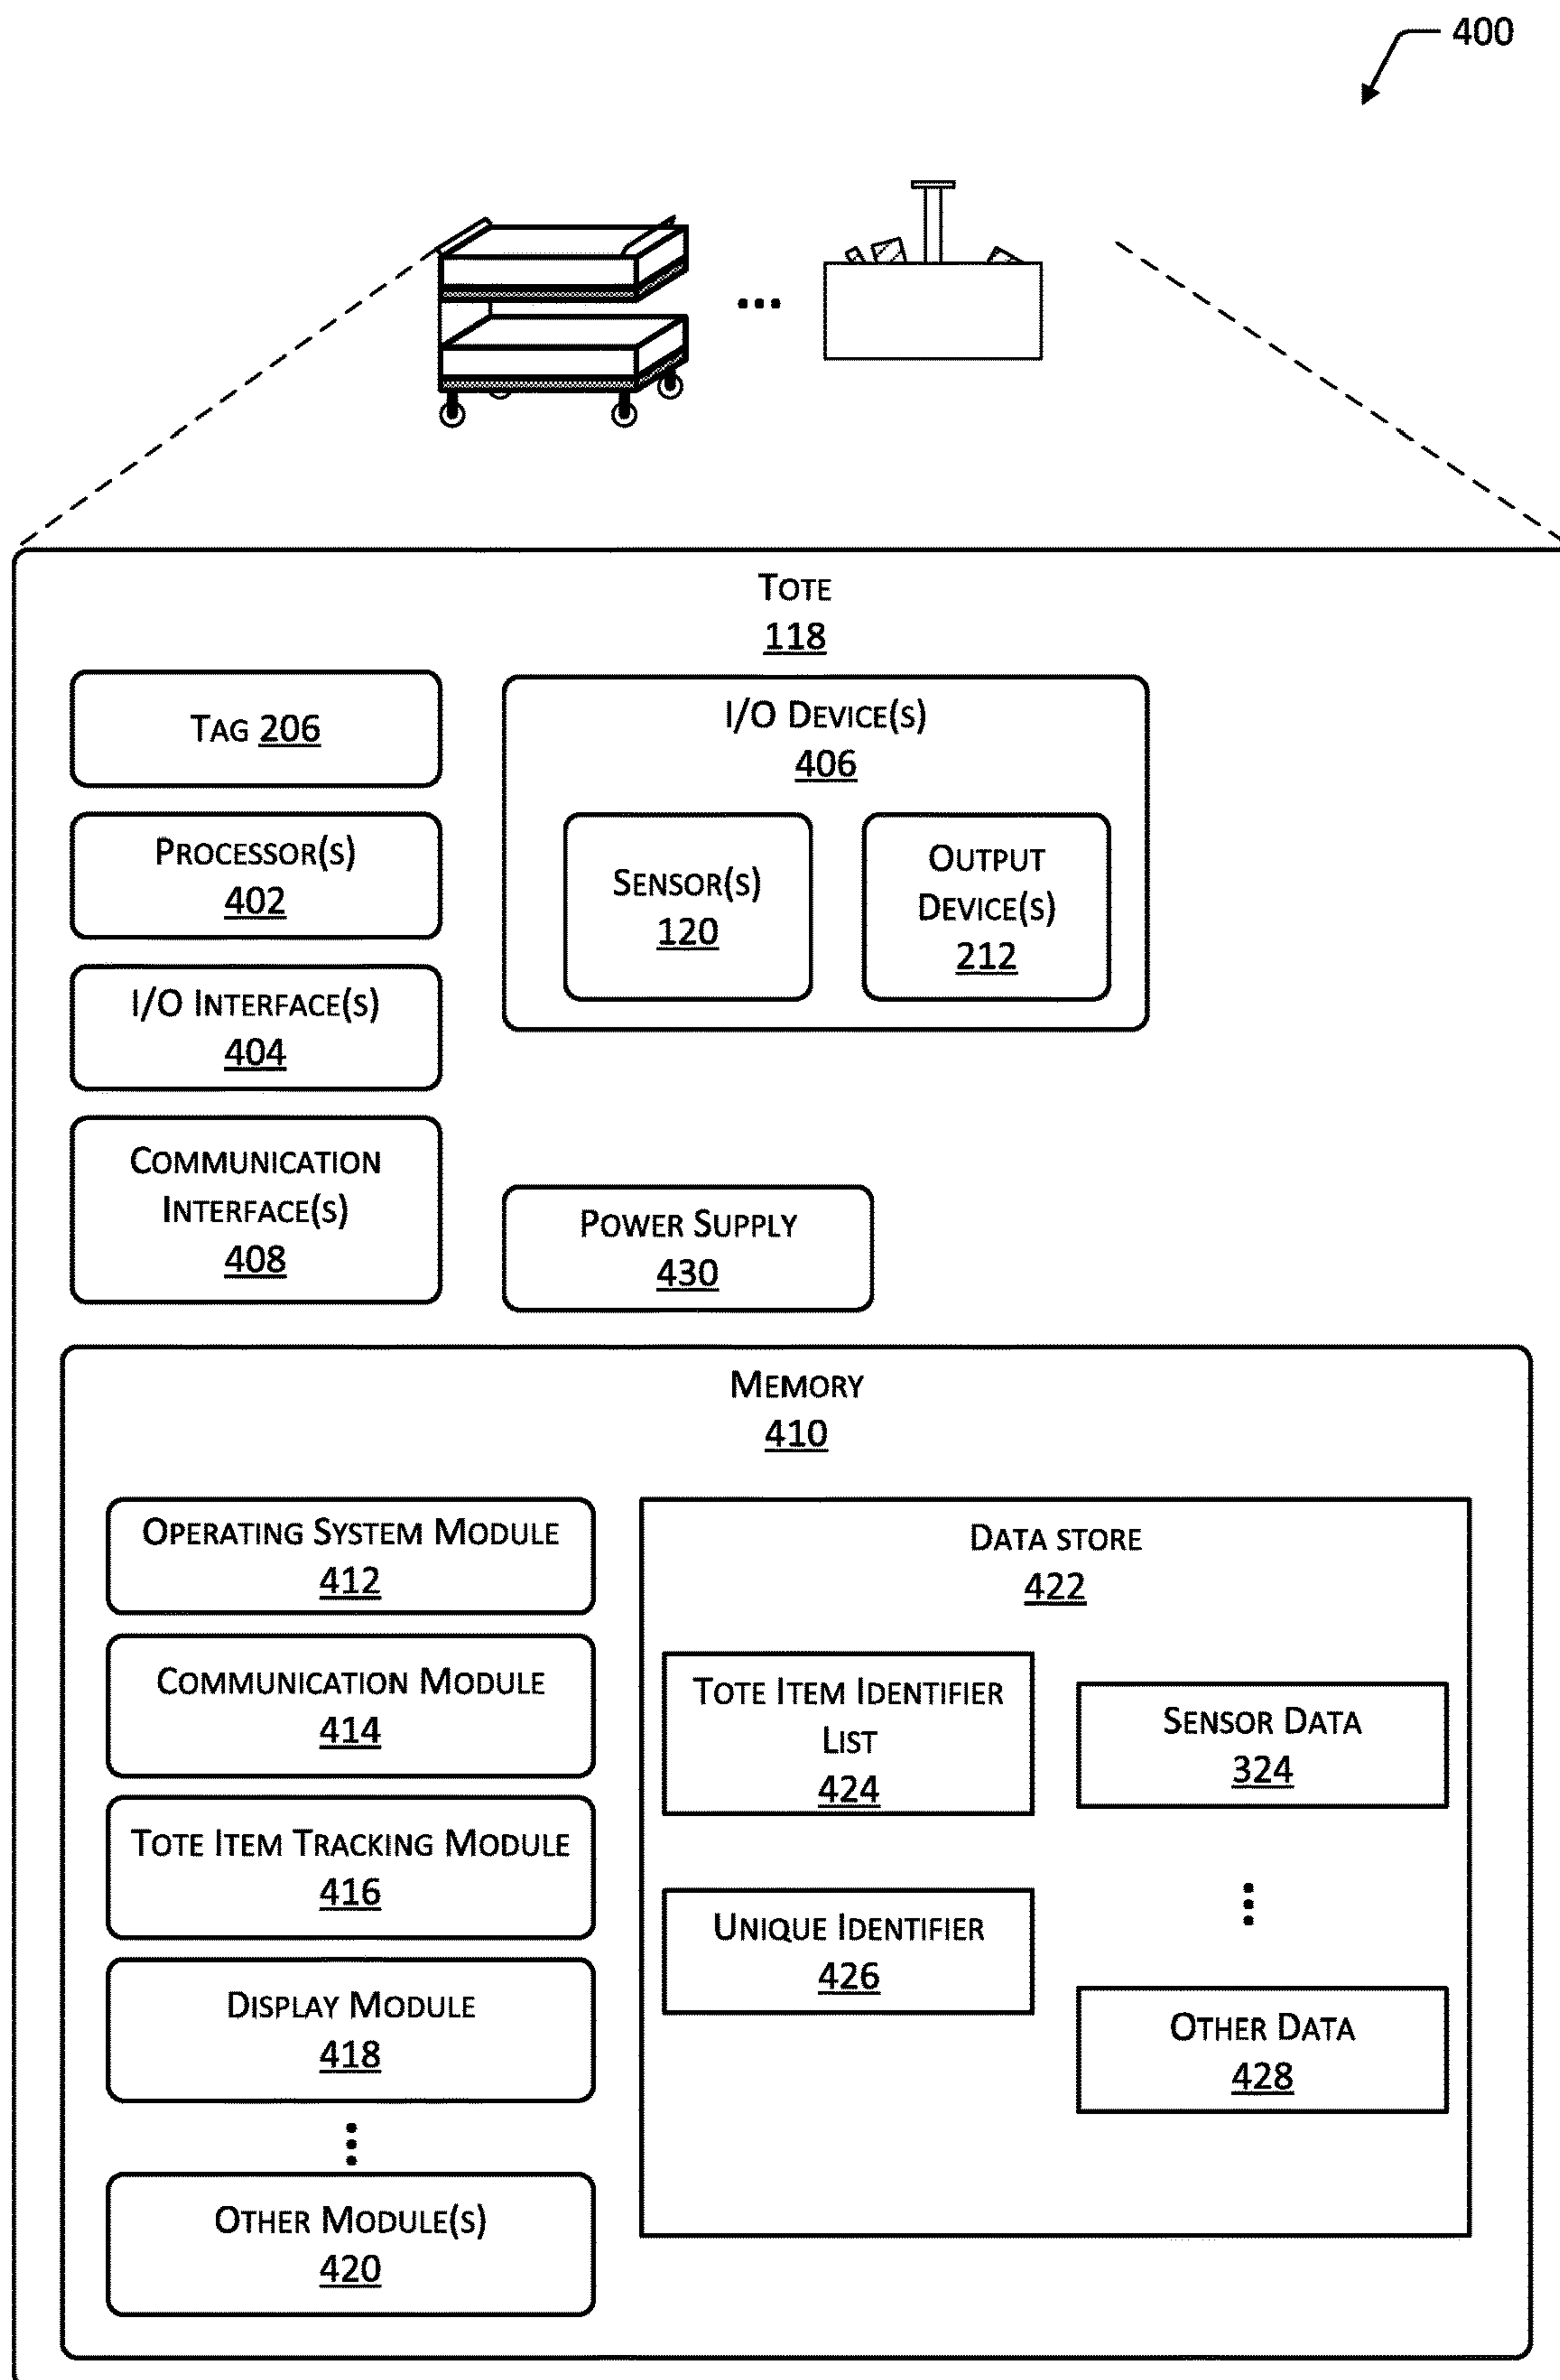 400
TOTE
118
TAG 206
PROCESSOR(S)
402
I/O INTERFACE(S)
404
COMMUNICATION
INTERFACE(S)
408
I/O DEVICE(S)
406
SENSOR(S)
120
OUTPUT
DEVICE(S)
212
POWER SUPPLY
430
MEMORY
410
OPERATING SYSTEM MODULE
412
COMMUNICATION MODULE
414
TOTE ITEM TRACKING MODULE
416
DISPLAY MODULE
418
OTHER MODULE(S)
420
DATA STORE
422
TOTE ITEM IDENTIFIER
LIST
424
UNIQUE IDENTIFIER
426
SENSOR DATA
324
OTHER DATA
428